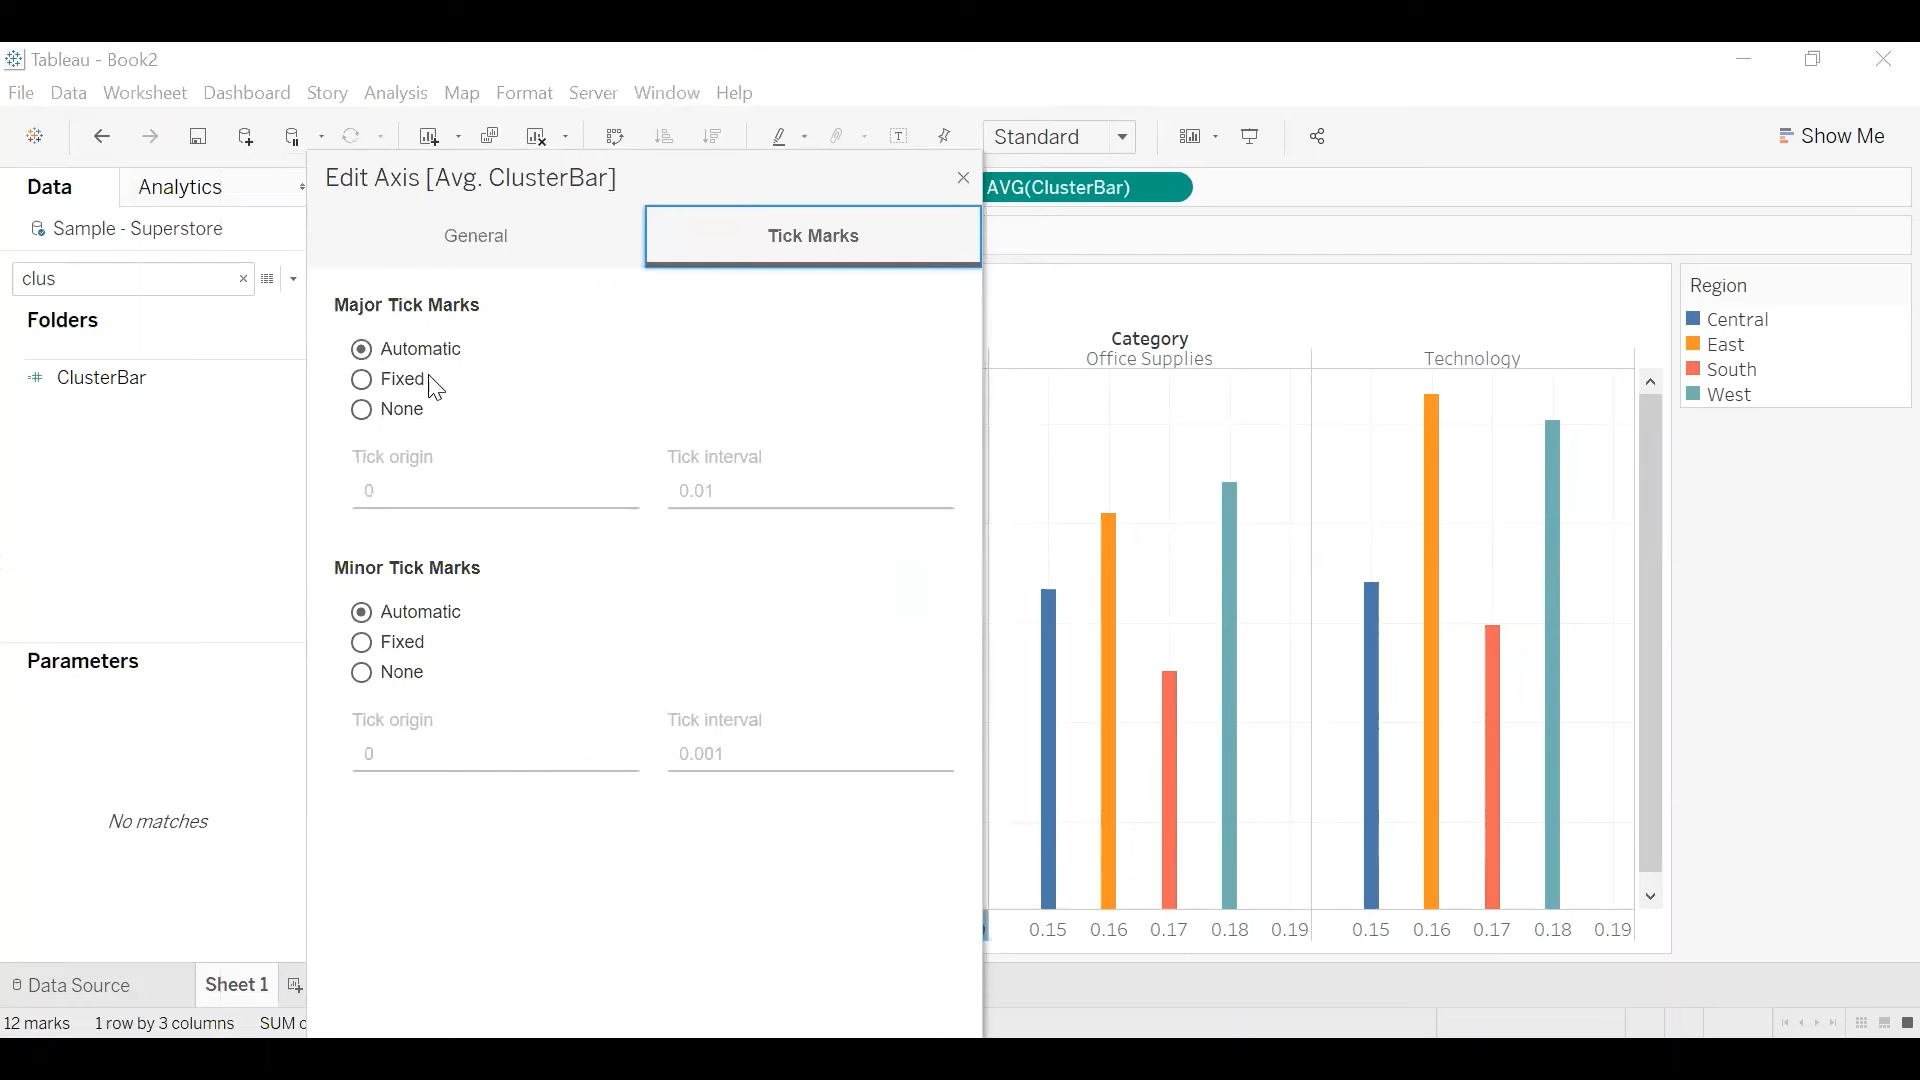 Tableau - Book2
File Data Worksheet Dashboard Story Analysis Map Format Server Window Help
Standard
Show Me
Data
Analytics
Sample - Superstore
clus
Folders
ClusterBar
Parameters
No matches
Edit Axis [Avg. ClusterBar]
General
Tick Marks
Major Tick Marks
Automatic
Fixed
None
Tick origin
Tick interval
0
0.01
Minor Tick Marks
Automatic
Fixed
None
Tick origin
Tick interval
0
0.001
AVG(ClusterBar)
Category
Office Supplies
Technology
0.15 0.16 0.17 0.18 0.19
0.15 0.16 0.17 0.18 0.19
Region
Central
East
South
West
Data Source
Sheet 1
12 marks
1 row by 3 columns
SUM